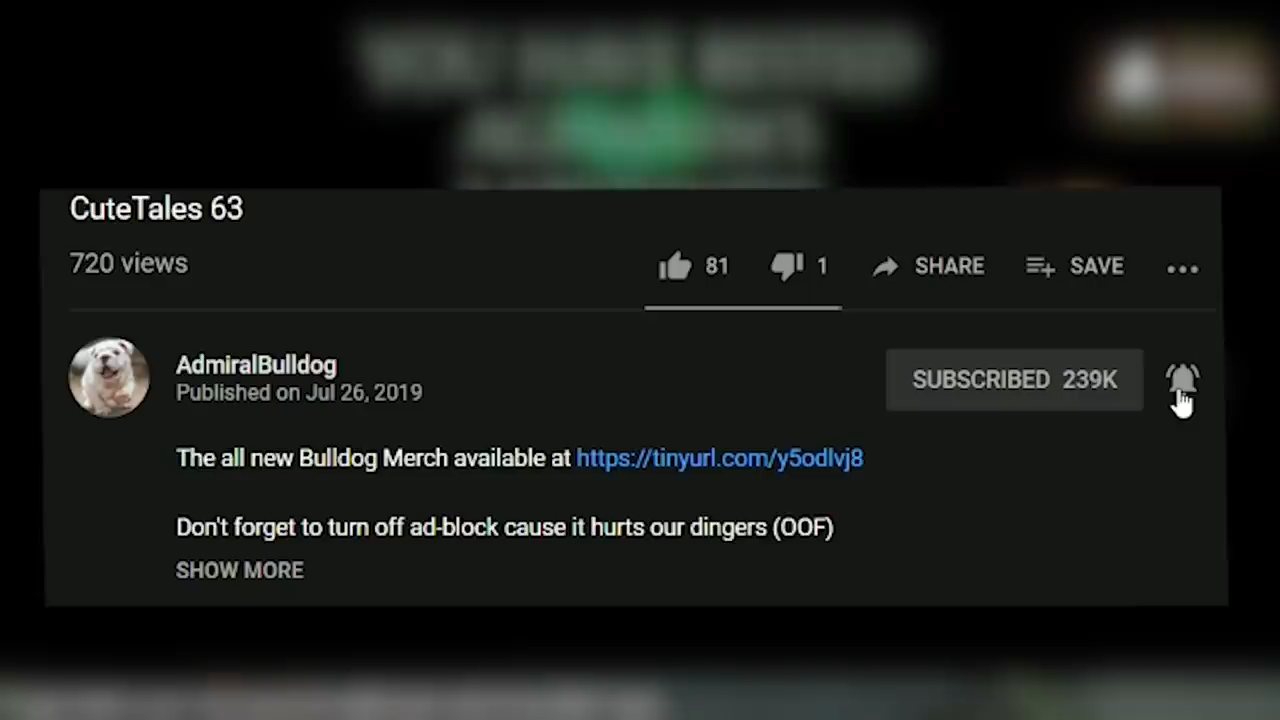 CuteTales 63
720 views
81
1
SHARE
SAVE
AdmiralBulldog
Published on Jul 26, 2019
SUBSCRIBED 239K
The all new Bulldog Merch available at https://tinyurl.com/y5odlvj8
Don't forget to turn off ad-block cause it hurts our dingers (OOF)
SHOW MORE